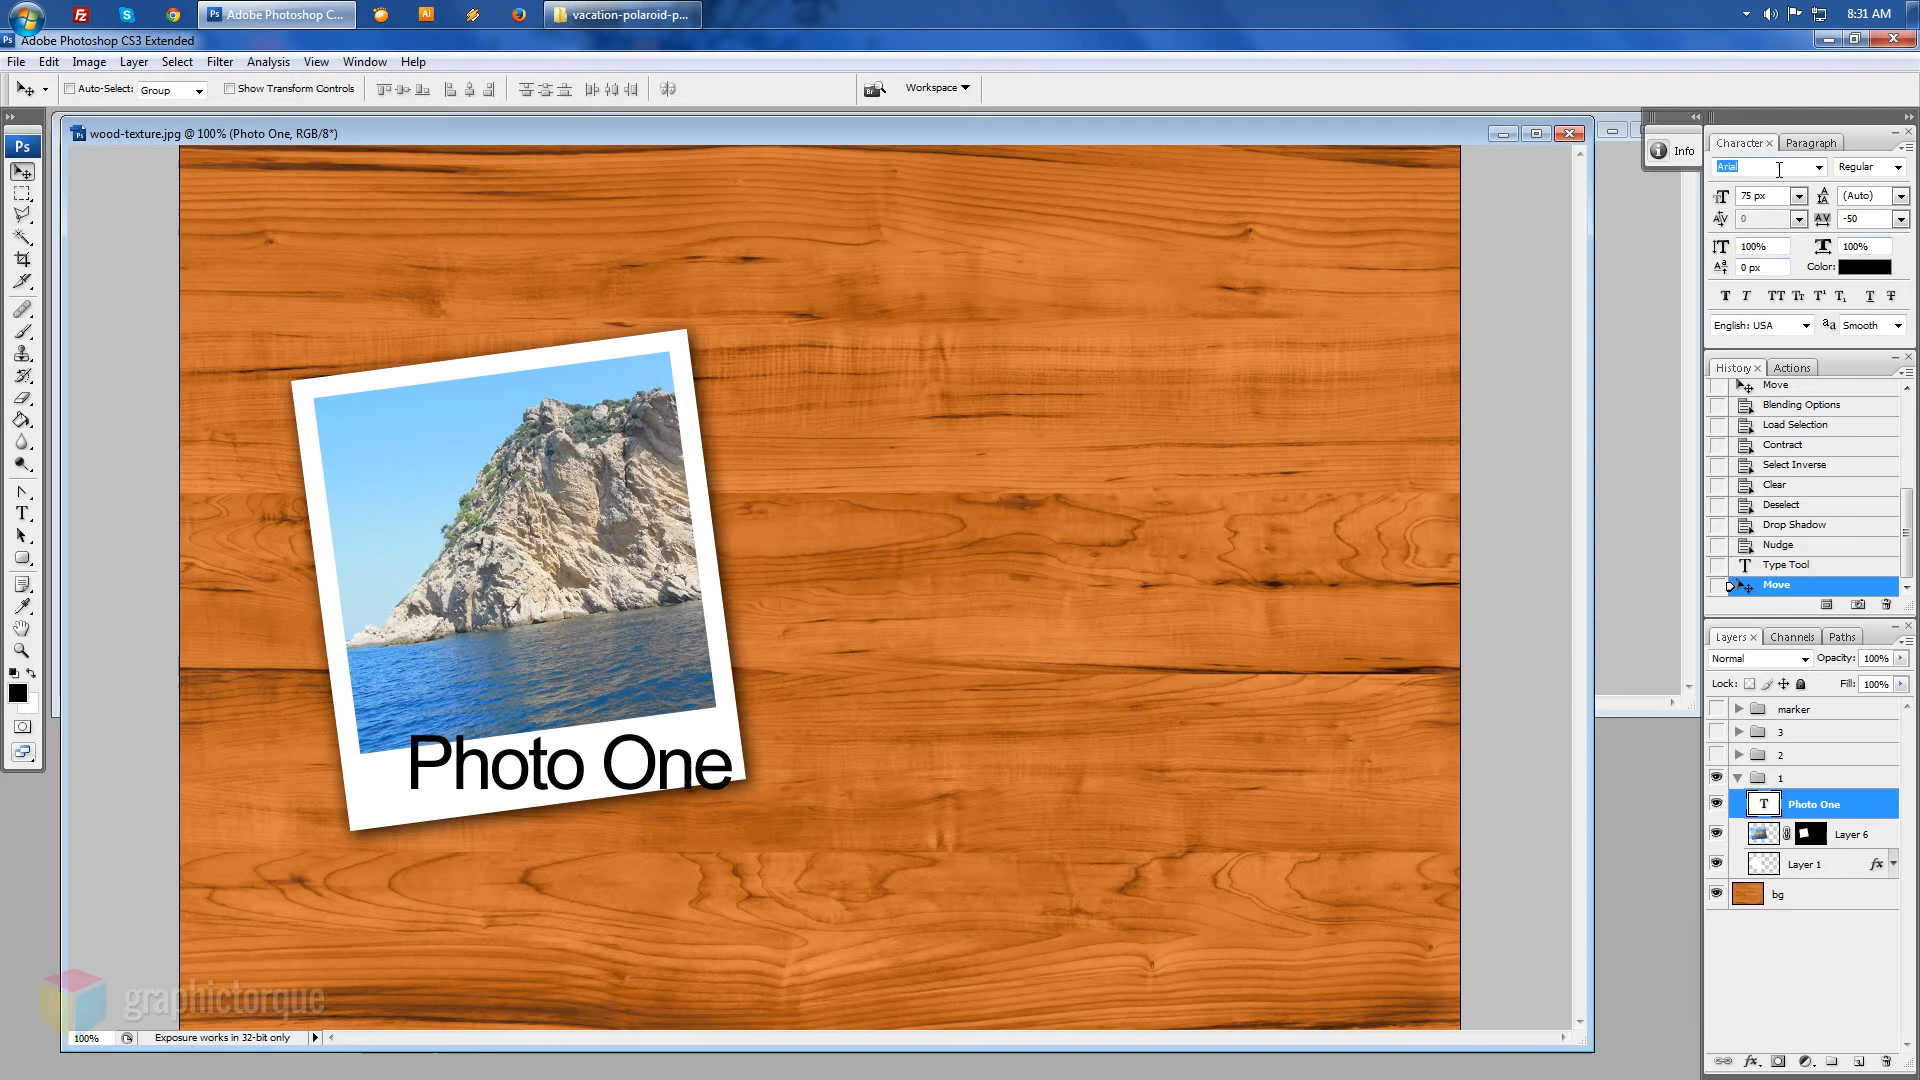 Adobe Photoshop C...
vacation-polaroid-p...
8:31 AM
Adobe Photoshop CS3 Extended
File Edit Image Layer Select Filter Analysis View Window Help
Auto-Select: Group Show Transform Controls Workspace
wood-texture.jpg @ 100% (Photo One, RGB/8*)
Info
Character Paragraph
Arial Regular
75 px (Auto)
0 -50
100% 100%
0 px Color:
English: USA Smooth
History Actions
Move
Blending Options
Load Selection
Contract
Select Inverse
Clear
Deselect
Drop Shadow
Nudge
Type Tool
Move
Layers Channels Paths
Normal Opacity: 100%
Lock: Fill: 100%
marker
3
2
1
Photo One
Layer 6
Layer 1 fx
bg
Photo One
graphictorque
100% Exposure works in 32-bit only